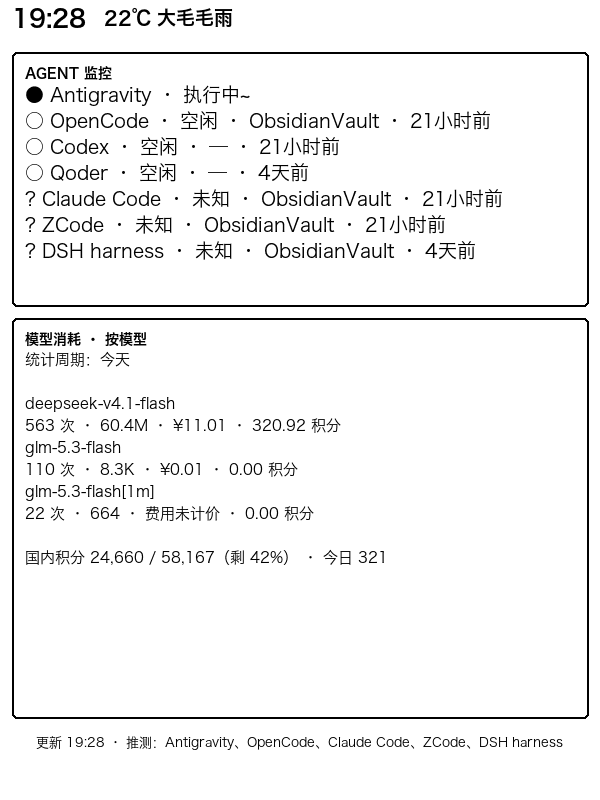 19:28 22℃ 大毛毛雨
AGENT 监控
● Antigravity · 执行中~
○ OpenCode · 空闲 · ObsidianVault · 21小时前
○ Codex · 空闲 · — · 21小时前
○ Qoder · 空闲 · — · 4天前
? Claude Code · 未知 · ObsidianVault · 21小时前
? ZCode · 未知 · ObsidianVault · 21小时前
? DSH harness · 未知 · ObsidianVault · 4天前
模型消耗 · 按模型
统计周期：今天
deepseek-v4.1-flash
563 次 · 60.4M · ¥11.01 · 320.92 积分
glm-5.3-flash
110 次 · 8.3K · ¥0.01 · 0.00 积分
glm-5.3-flash[1m]
22 次 · 664 · 费用未计价 · 0.00 积分
国内积分 24,660 / 58,167（剩 42%） · 今日 321
更新 19:28 · 推测：Antigravity、OpenCode、Claude Code、ZCode、DSH harness